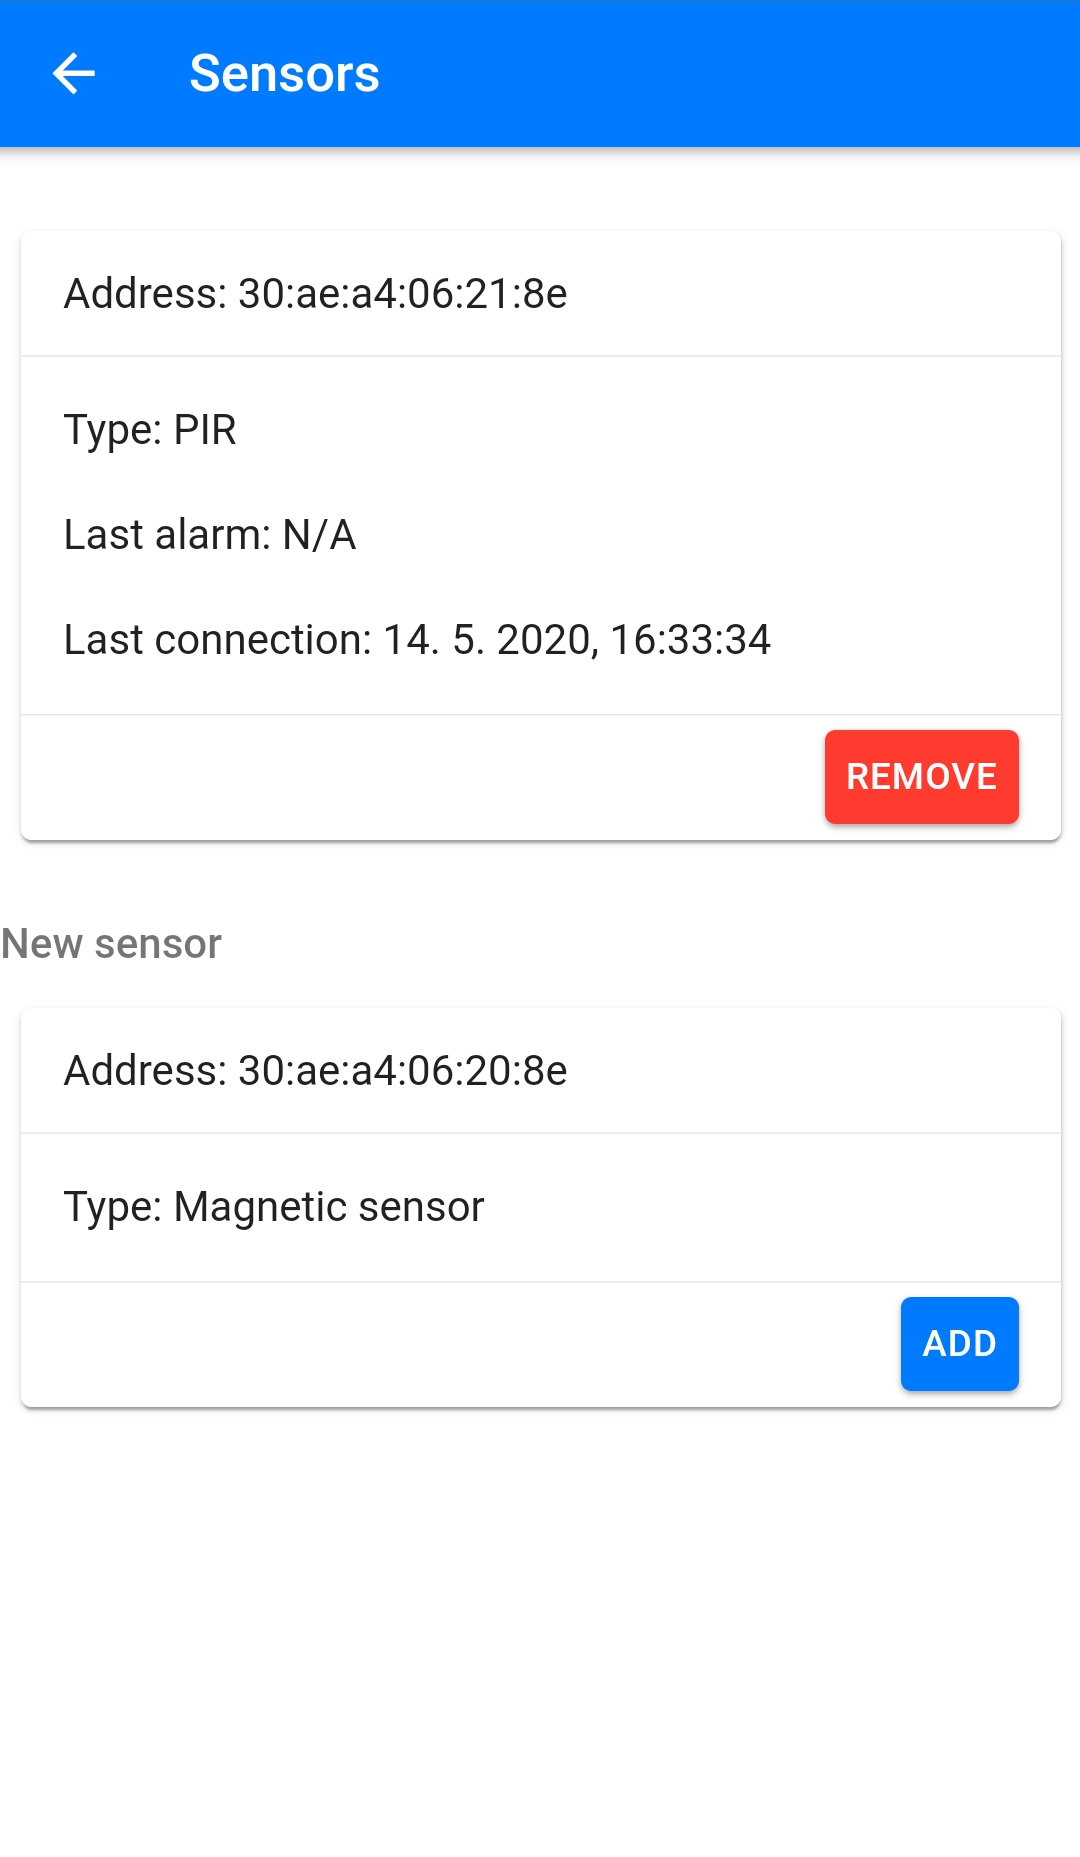 Sensors
Address: 30:ae:a4:06:21:8e
Type: PIR
Last alarm: N/A
Last connection: 14. 5. 2020, 16:33:34
REMOVE
New sensor
Address: 30:ae:a4:06:20:8e
Type: Magnetic sensor
ADD